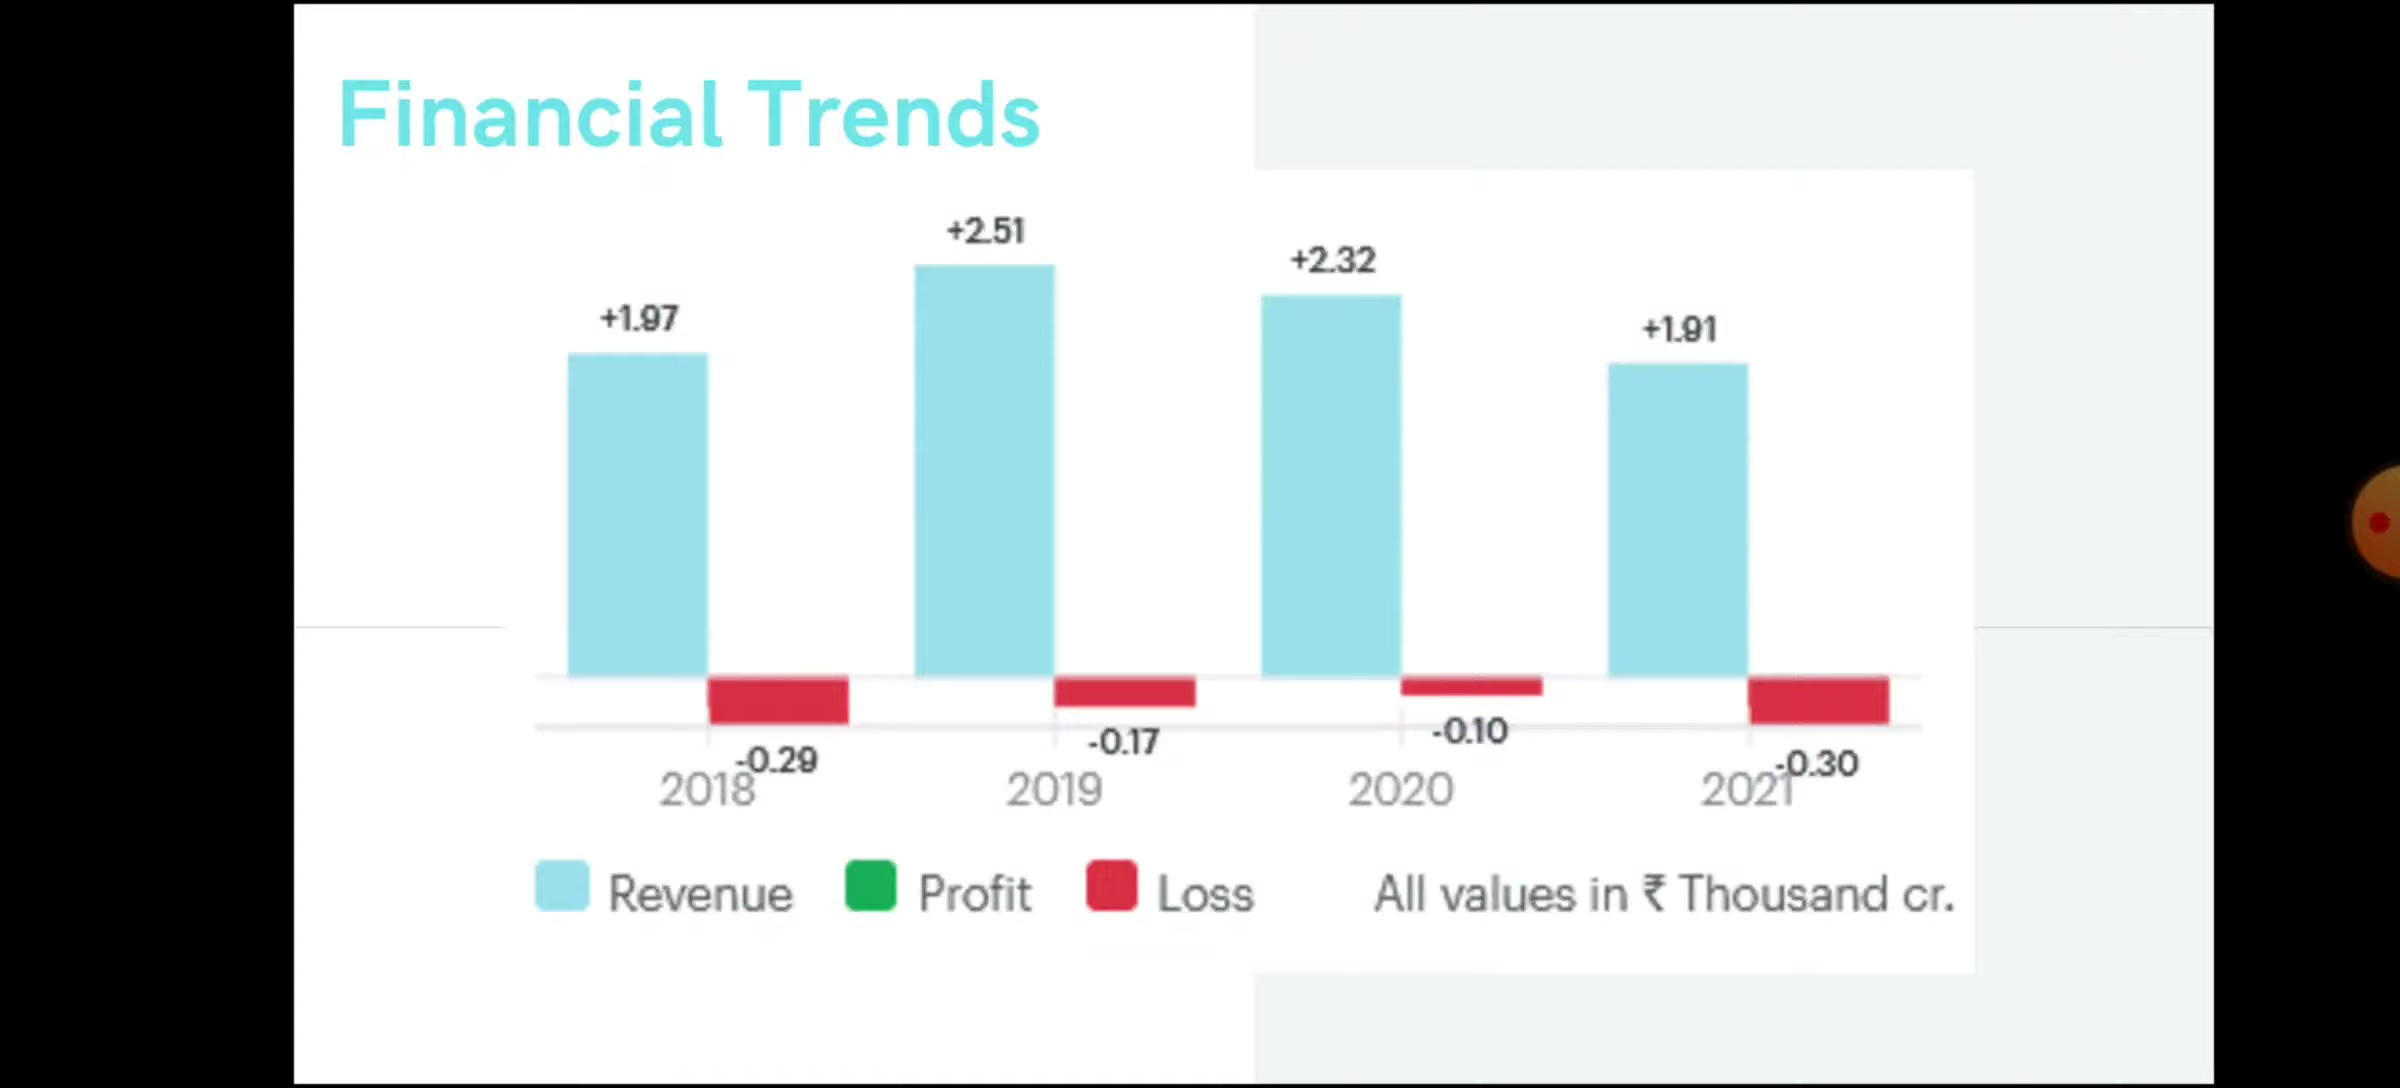 Financial Trends
+1.97
+2.51
+2.32
+1.91
-0.29
-0.17
-0.10
-0.30
2018
2019
2020
2021
Revenue
Profit
Loss
All values in ₹ Thousand cr.